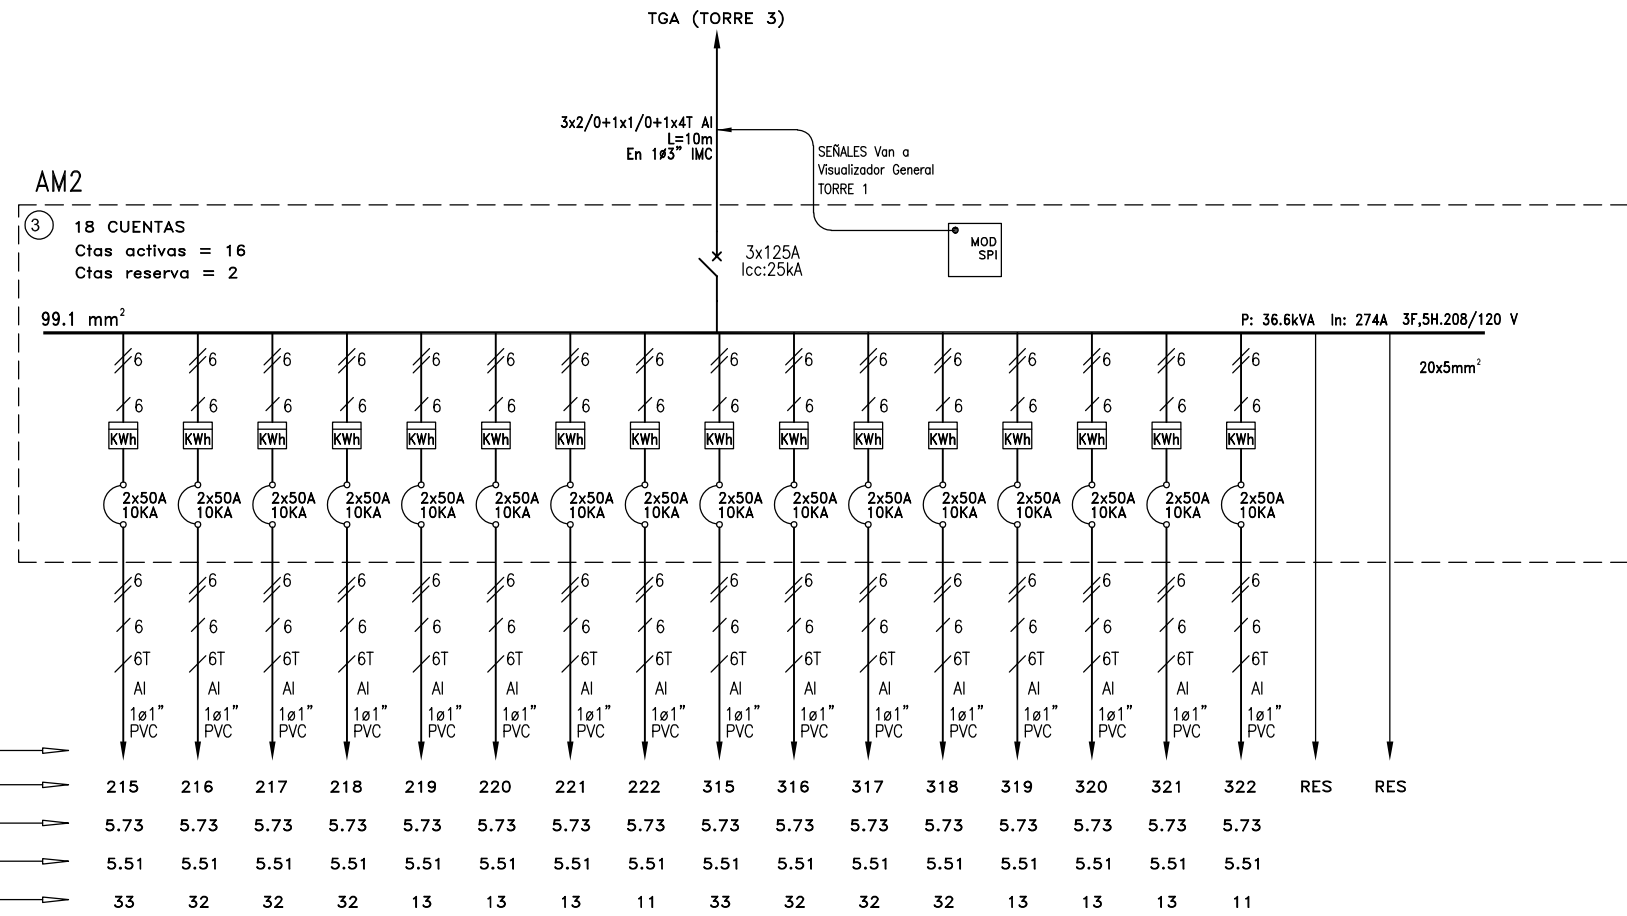 TGA (TORRE 3)
3x2/0+1x1/0+1x4T Al
L=10m
En 1ø3" IMC
SEÑALES Van a
Visualizador General
TORRE 1
AM2
3
18 CUENTAS
Ctas activas = 16
Ctas reserva = 2
3x125A
Icc:25kA
MOD
SPI
99.1 mm²
P: 36.6kVA In: 274A 3F,5H.208/120 V
20x5mm²
6 6 6 6 6 6 6 6 6 6 6 6 6 6 6 6
6 6 6 6 6 6 6 6 6 6 6 6 6 6 6 6
KWh KWh KWh KWh KWh KWh KWh KWh KWh KWh KWh KWh KWh KWh KWh KWh
2x50A 2x50A 2x50A 2x50A 2x50A 2x50A 2x50A 2x50A 2x50A 2x50A 2x50A 2x50A 2x50A 2x50A 2x50A 2x50A
10KA 10KA 10KA 10KA 10KA 10KA 10KA 10KA 10KA 10KA 10KA 10KA 10KA 10KA 10KA 10KA
6 6 6 6 6 6 6 6 6 6 6 6 6 6 6 6
6 6 6 6 6 6 6 6 6 6 6 6 6 6 6 6
6T 6T 6T 6T 6T 6T 6T 6T 6T 6T 6T 6T 6T 6T 6T 6T
Al Al Al Al Al Al Al Al Al Al Al Al Al Al Al Al
1ø1" 1ø1" 1ø1" 1ø1" 1ø1" 1ø1" 1ø1" 1ø1" 1ø1" 1ø1" 1ø1" 1ø1" 1ø1" 1ø1" 1ø1" 1ø1"
PVC PVC PVC PVC PVC PVC PVC PVC PVC PVC PVC PVC PVC PVC PVC PVC
215 216 217 218 219 220 221 222 315 316 317 318 319 320 321 322 RES RES
5.73 5.73 5.73 5.73 5.73 5.73 5.73 5.73 5.73 5.73 5.73 5.73 5.73 5.73 5.73 5.73
5.51 5.51 5.51 5.51 5.51 5.51 5.51 5.51 5.51 5.51 5.51 5.51 5.51 5.51 5.51 5.51
33 32 32 32 13 13 13 11 33 32 32 32 13 13 13 11